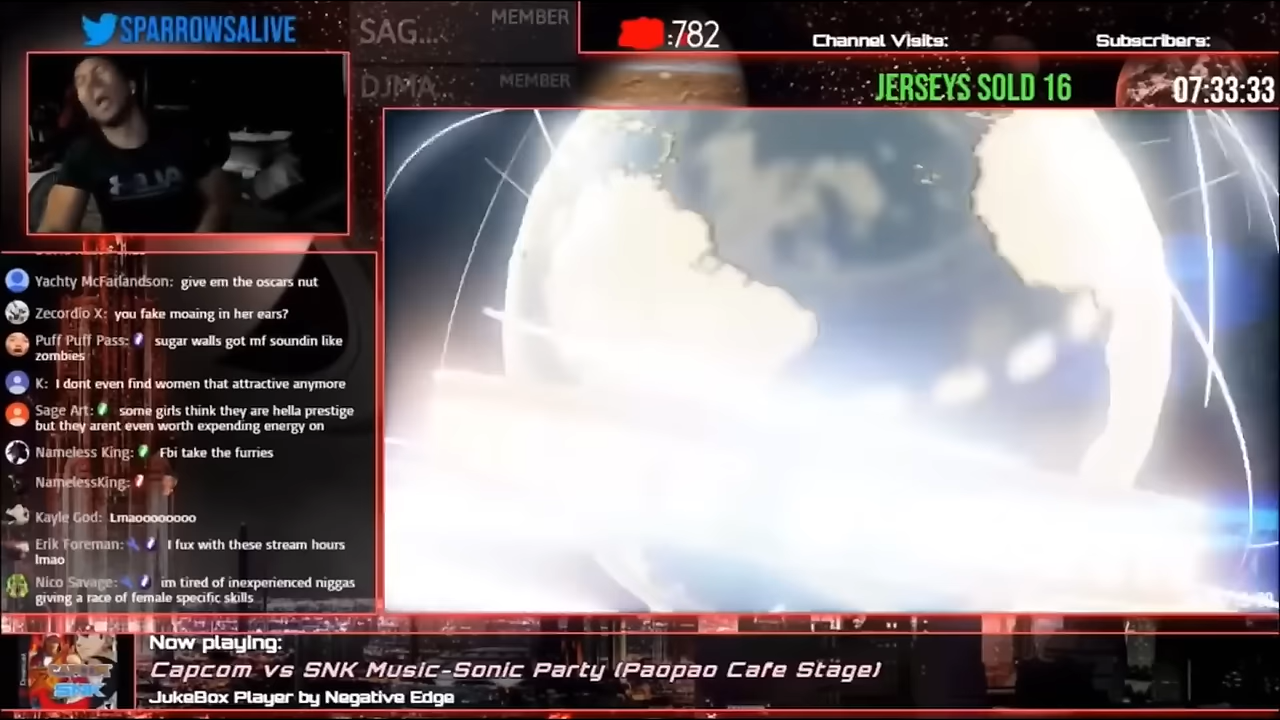 SPARROWSALIVE
SAG...
MEMBER
DJMA...
MEMBER
:782
Channel Visits:
Subscribers:
JERSEYS SOLD 16
07:33:33
Yachty McFarlandson: give em the oscars nut
Zecordio X: you fake moaing in her ears?
Puff Puff Pass: sugar walls got mf soundin like
zombies
K: I dont even find women that attractive anymore
Sage Art: some girls think they are hella prestige
but they arent even worth expending energy on
Nameless King: Fbi take the furries
NamelessKing:
Kayle God: Lmaoooooooo
Erik Foreman: I fux with these stream hours
lmao
Nico Savage: im tired of inexperienced niggas
giving a race of female specific skills
Now playing:
Capcom vs SNK Music-Sonic Party (Paopao Cafe Stage)
JukeBox Player by Negative Edge